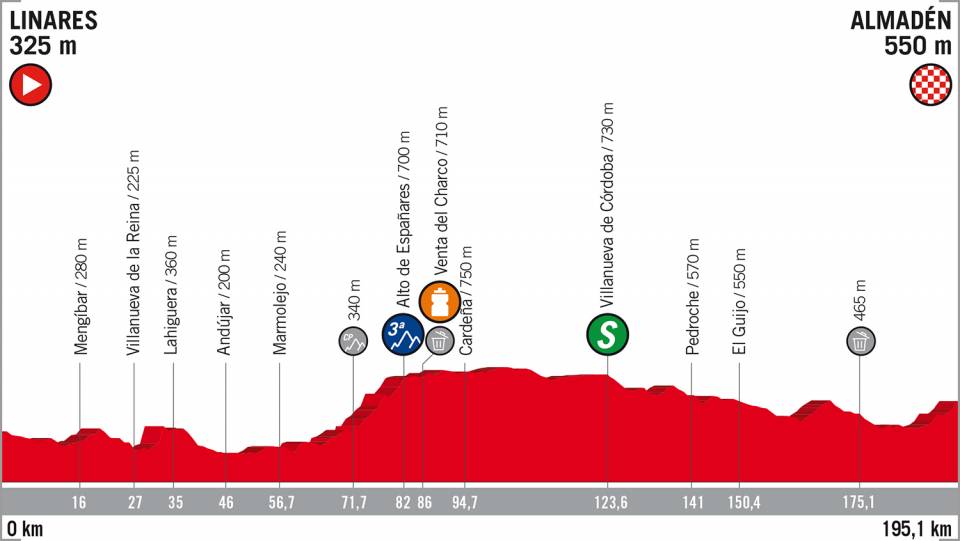 LINARES
325 m
ALMADÉN
550 m
Mengíbar / 280 m
Villanueva de la Reina / 225 m
Lahiguera / 360 m
Andújar / 200 m
Marmolejo / 240 m
340 m
Alto de Españares / 700 m
Venta del Charco / 710 m
Cardeña / 750 m
Villanueva de Córdoba / 730 m
Pedroche / 570 m
El Guijo / 550 m
465 m
CP
3ª
S
16
27
35
46
56,7
71,7
82
86
94,7
123,6
141
150,4
175,1
0 km
195,1 km